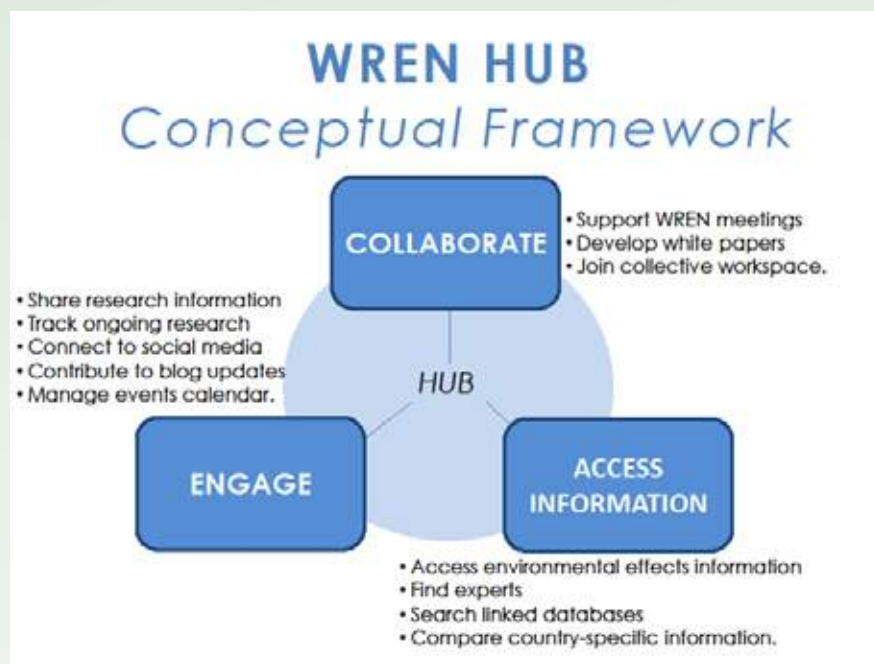 WREN HUB
Conceptual Framework
COLLABORATE
• Support WREN meetings
• Develop white papers
• Join collective workspace.
• Share research information
• Track ongoing research
• Connect to social media
• Contribute to blog updates
• Manage events calendar.
HUB
ENGAGE
ACCESS
INFORMATION
• Access environmental effects information
• Find experts
• Search linked databases
• Compare country-specific information.